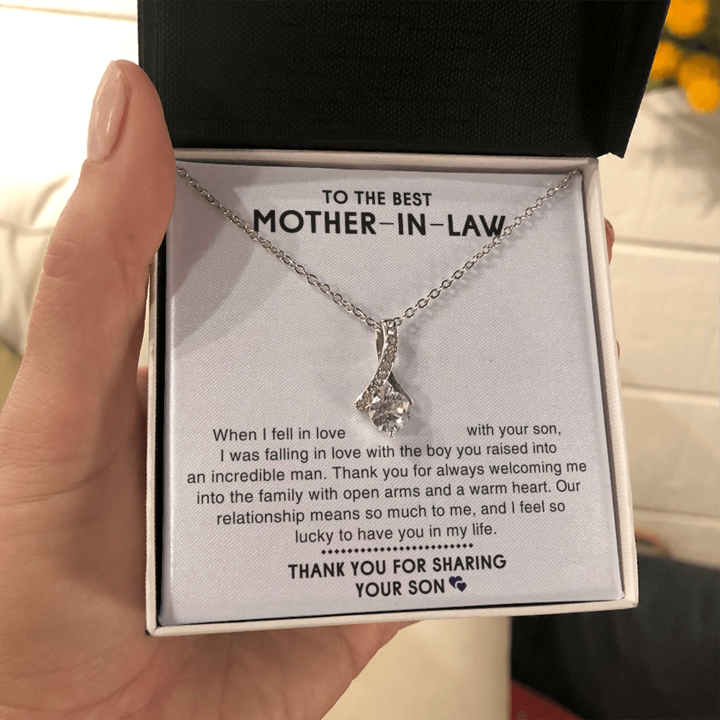 TO THE BEST
MOTHER-IN-LAW
When I fell in love with your son,
I was falling in love with the boy you raised into
an incredible man. Thank you for always welcoming me
into the family with open arms and a warm heart. Our
relationship means so much to me, and I feel so
lucky to have you in my life.
THANK YOU FOR SHARING
YOUR SON